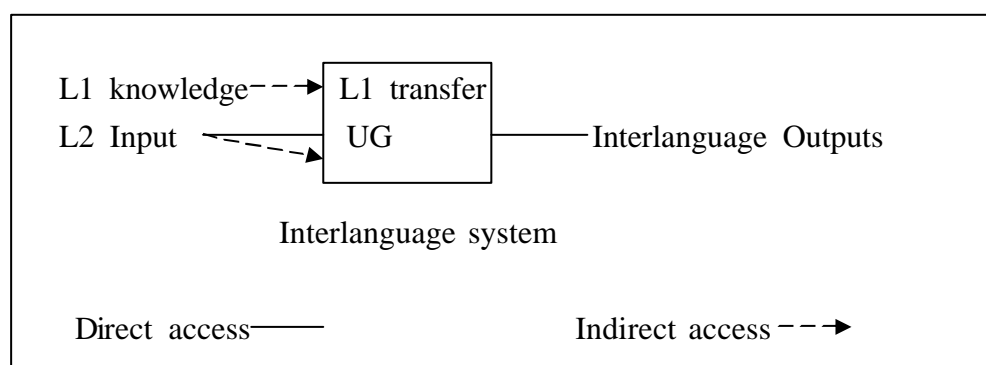 L1 knowledge L1 transfer
L2 Input UG Interlanguage Outputs
Interlanguage system
Direct access Indirect access